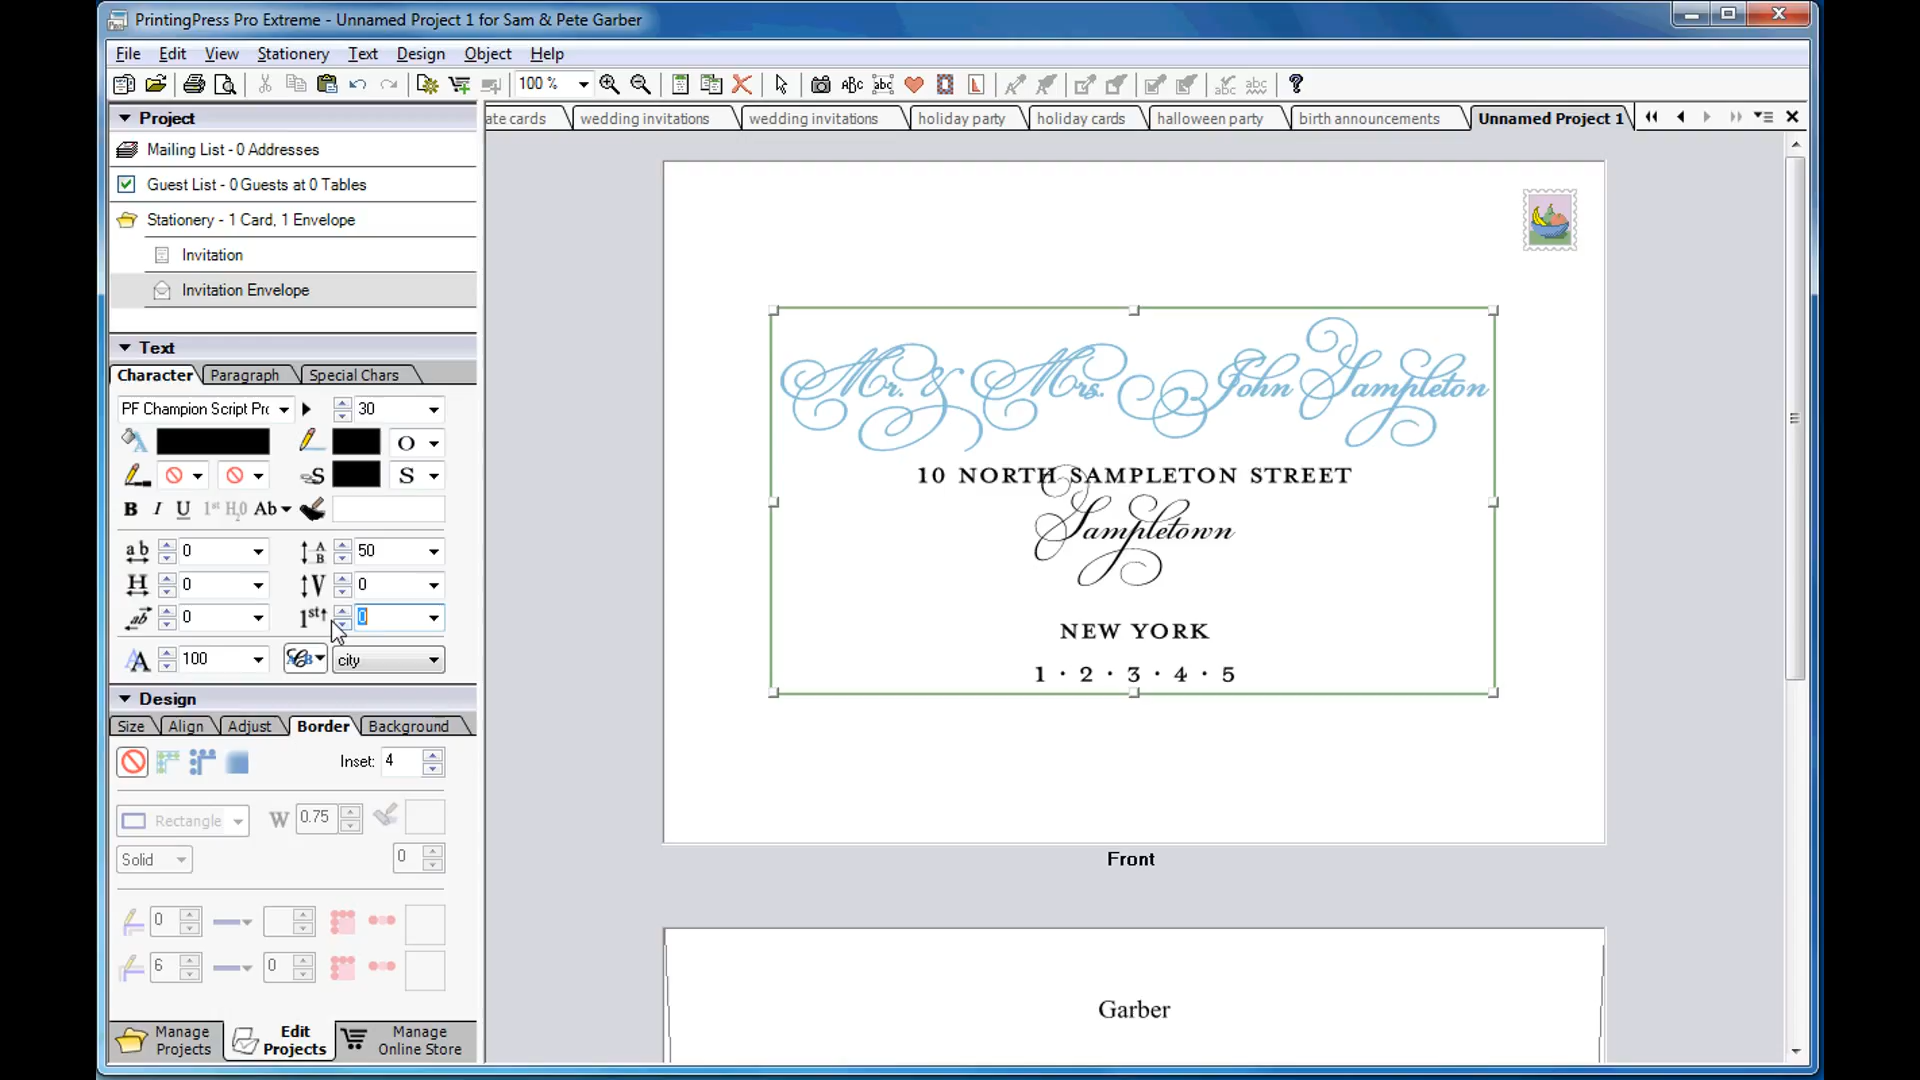 PrintingPress Pro Extreme - Unnamed Project 1 for Sam & Pete Garber
File Edit View Stationery Text Design Object Help
100 %
ate cards wedding invitations wedding invitations holiday party holiday cards halloween party birth announcements Unnamed Project 1
Project
Mailing List - 0 Addresses
Guest List - 0 Guests at 0 Tables
Stationery - 1 Card, 1 Envelope
Invitation
Invitation Envelope
Text
Character Paragraph Special Chars
PF Champion Script Pro 30
O
S S
B I U 1st H2O Ab
ab 0 A B 50
H 0 V 0
ab 0 1st 0
A 100 city
Design
Size Align Adjust Border Background
Inset: 4
Rectangle W 0.75
Solid 0
0
6 0
Manage Projects Edit Projects Manage Online Store
Mr. & Mrs. John Sampleton
10 NORTH SAMPLETON STREET
Sampletown
NEW YORK
1 · 2 · 3 · 4 · 5
Front
Garber